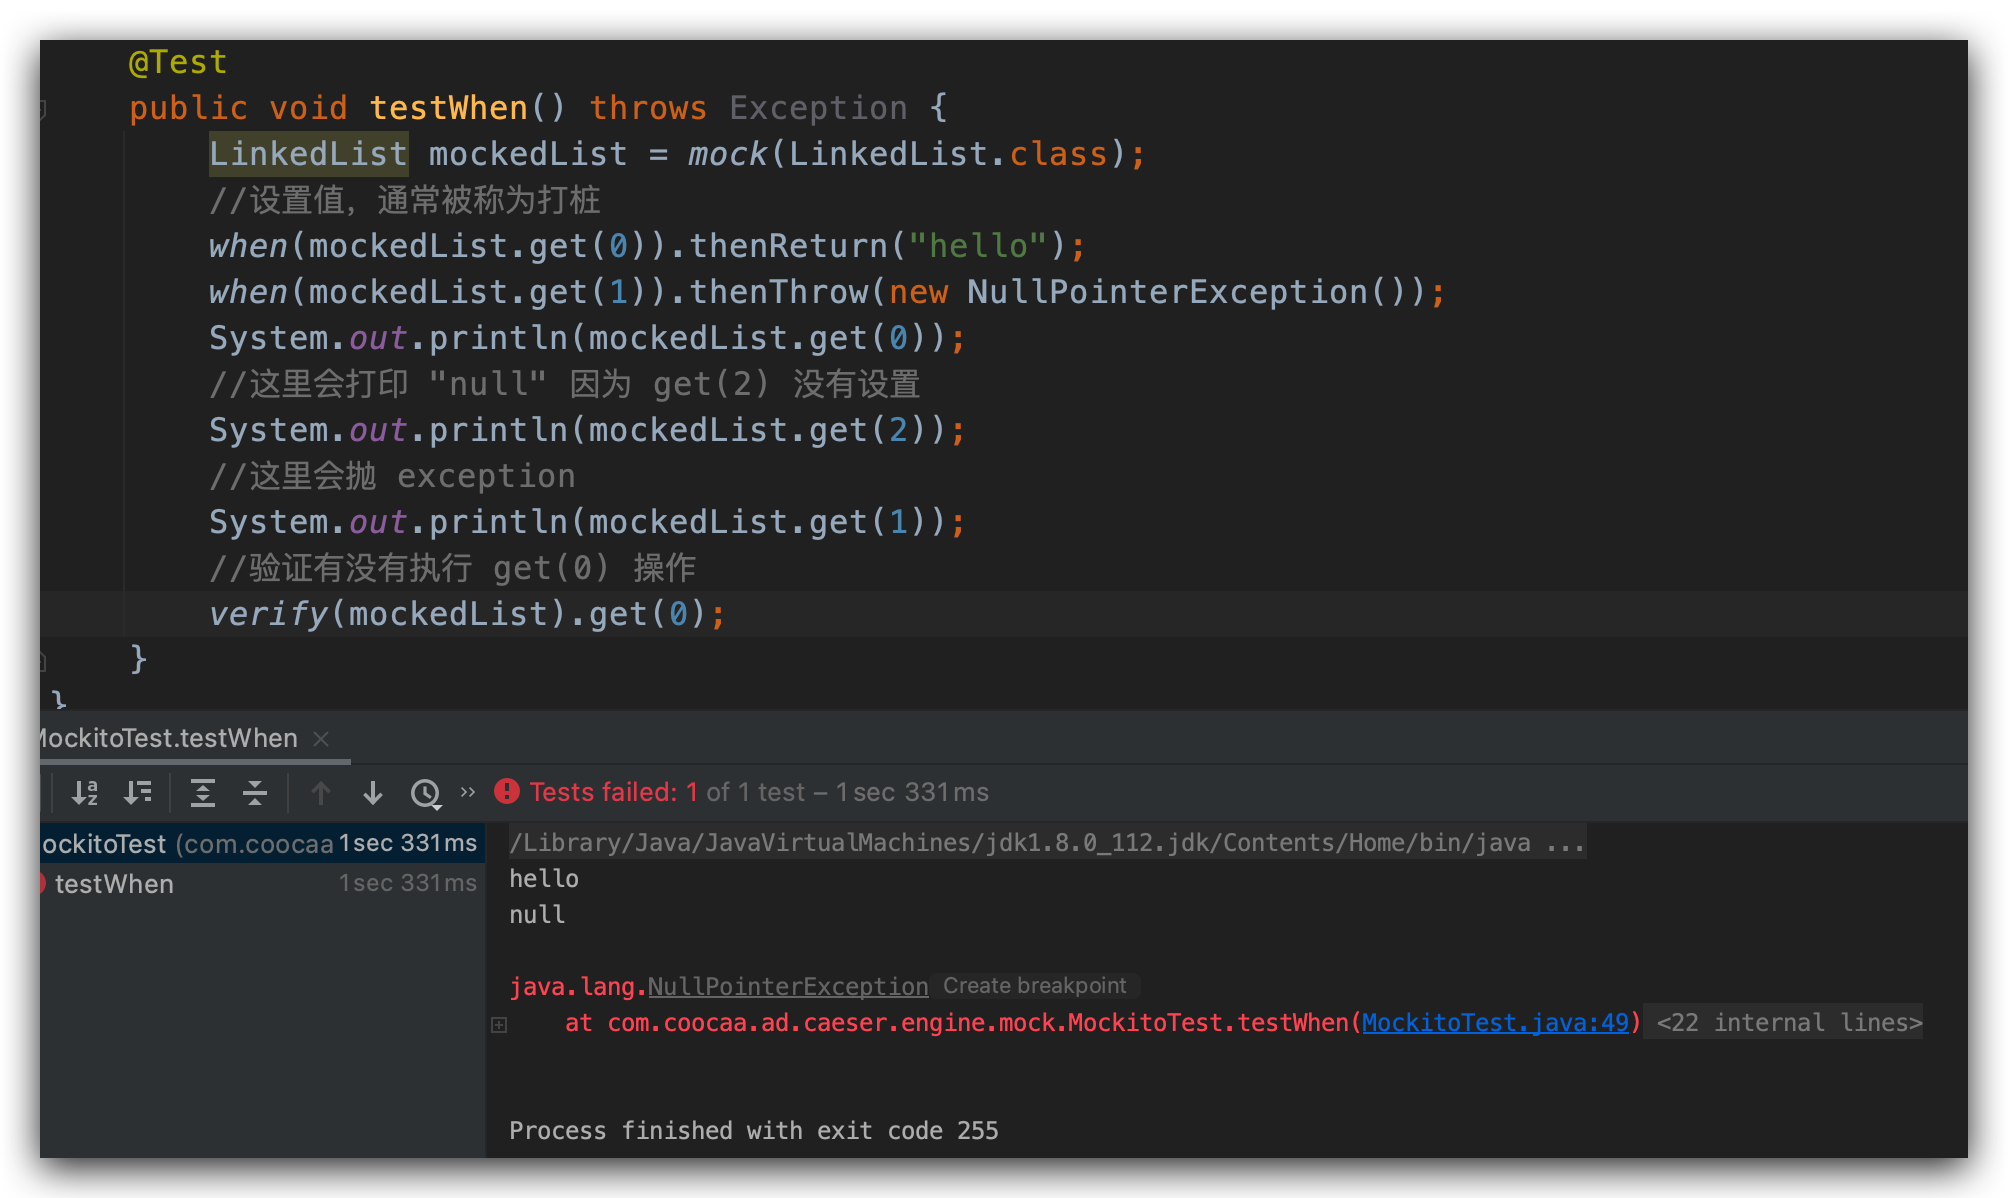 @Test
public void testWhen() throws Exception {
LinkedList mockedList = mock(LinkedList.class);
//设置值，通常被称为打桩
when(mockedList.get(0)).thenReturn("hello");
when(mockedList.get(1)).thenThrow(new NullPointerException());
System.out.println(mockedList.get(0));
//这里会打印 "null" 因为 get(2) 没有设置
System.out.println(mockedList.get(2));
//这里会抛 exception
System.out.println(mockedList.get(1));
//验证有没有执行 get(0) 操作
verify(mockedList).get(0);
}
}
MockitoTest.testWhen
Tests failed: 1 of 1 test – 1 sec 331 ms
ockitoTest (com.coocaa 1 sec 331 ms
testWhen 1 sec 331 ms
/Library/Java/JavaVirtualMachines/jdk1.8.0_112.jdk/Contents/Home/bin/java ...
hello
null
java.lang.NullPointerException Create breakpoint
at com.coocaa.ad.caeser.engine.mock.MockitoTest.testWhen(MockitoTest.java:49) <22 internal lines>
Process finished with exit code 255